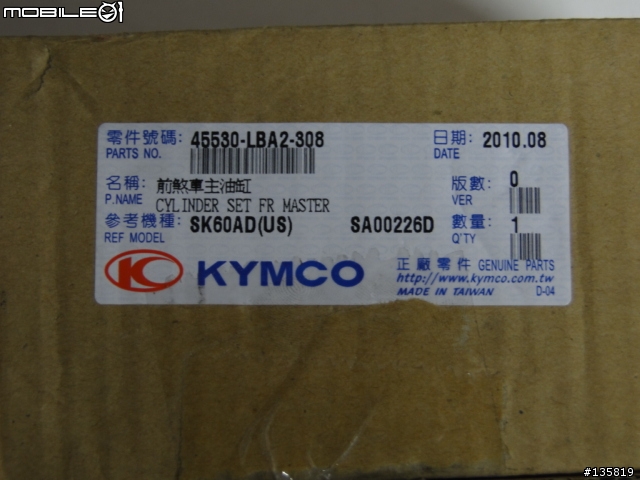 MOBILE01
零件號碼: 45530-LBA2-308 日期: 2010.08
PARTS NO. DATE
名稱: 前煞車主油缸 版數: 0
P.NAME CYLINDER SET FR MASTER VER
參考機種: SK60AD(US) SA00226D 數量: 1
REF MODEL Q'TY
KYMCO 正廠零件 GENUINE PARTS
http://www.kymco.com.tw
MADE IN TAIWAN D-04
#135819